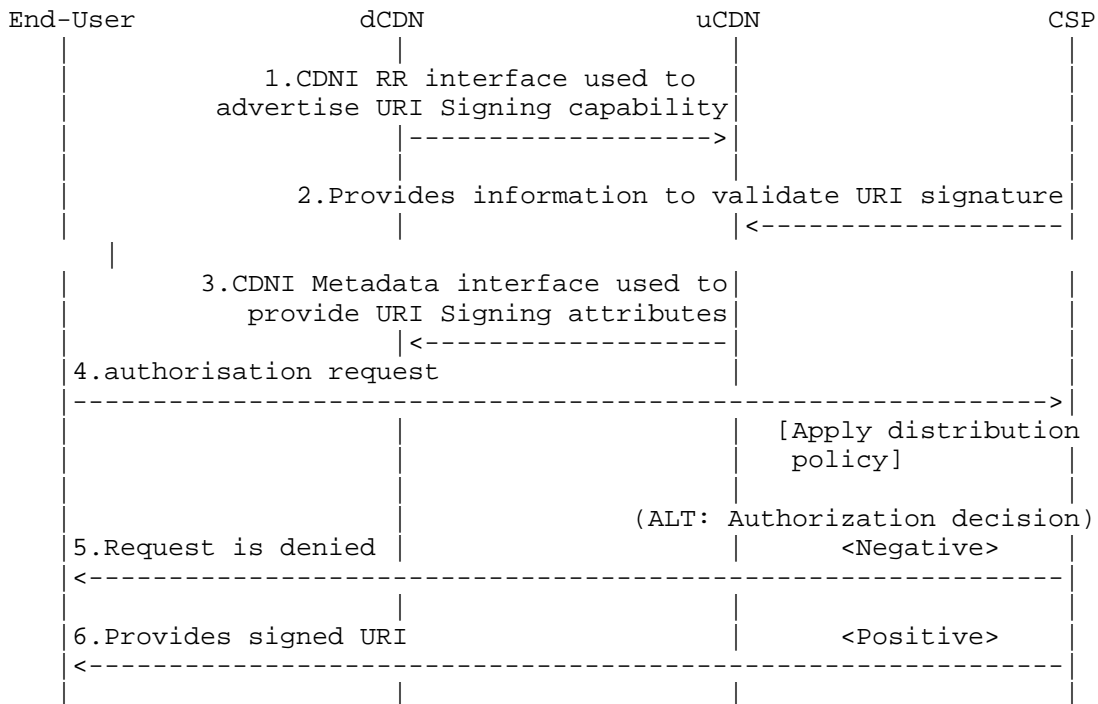 End-User dCDN uCDN CSP
1.CDNI RR interface used to
advertise URI Signing capability
2.Provides information to validate URI signature
3.CDNI Metadata interface used to
provide URI Signing attributes
4.authorisation request
[Apply distribution
policy]
(ALT: Authorization decision)
5.Request is denied <Negative>
6.Provides signed URI <Positive>